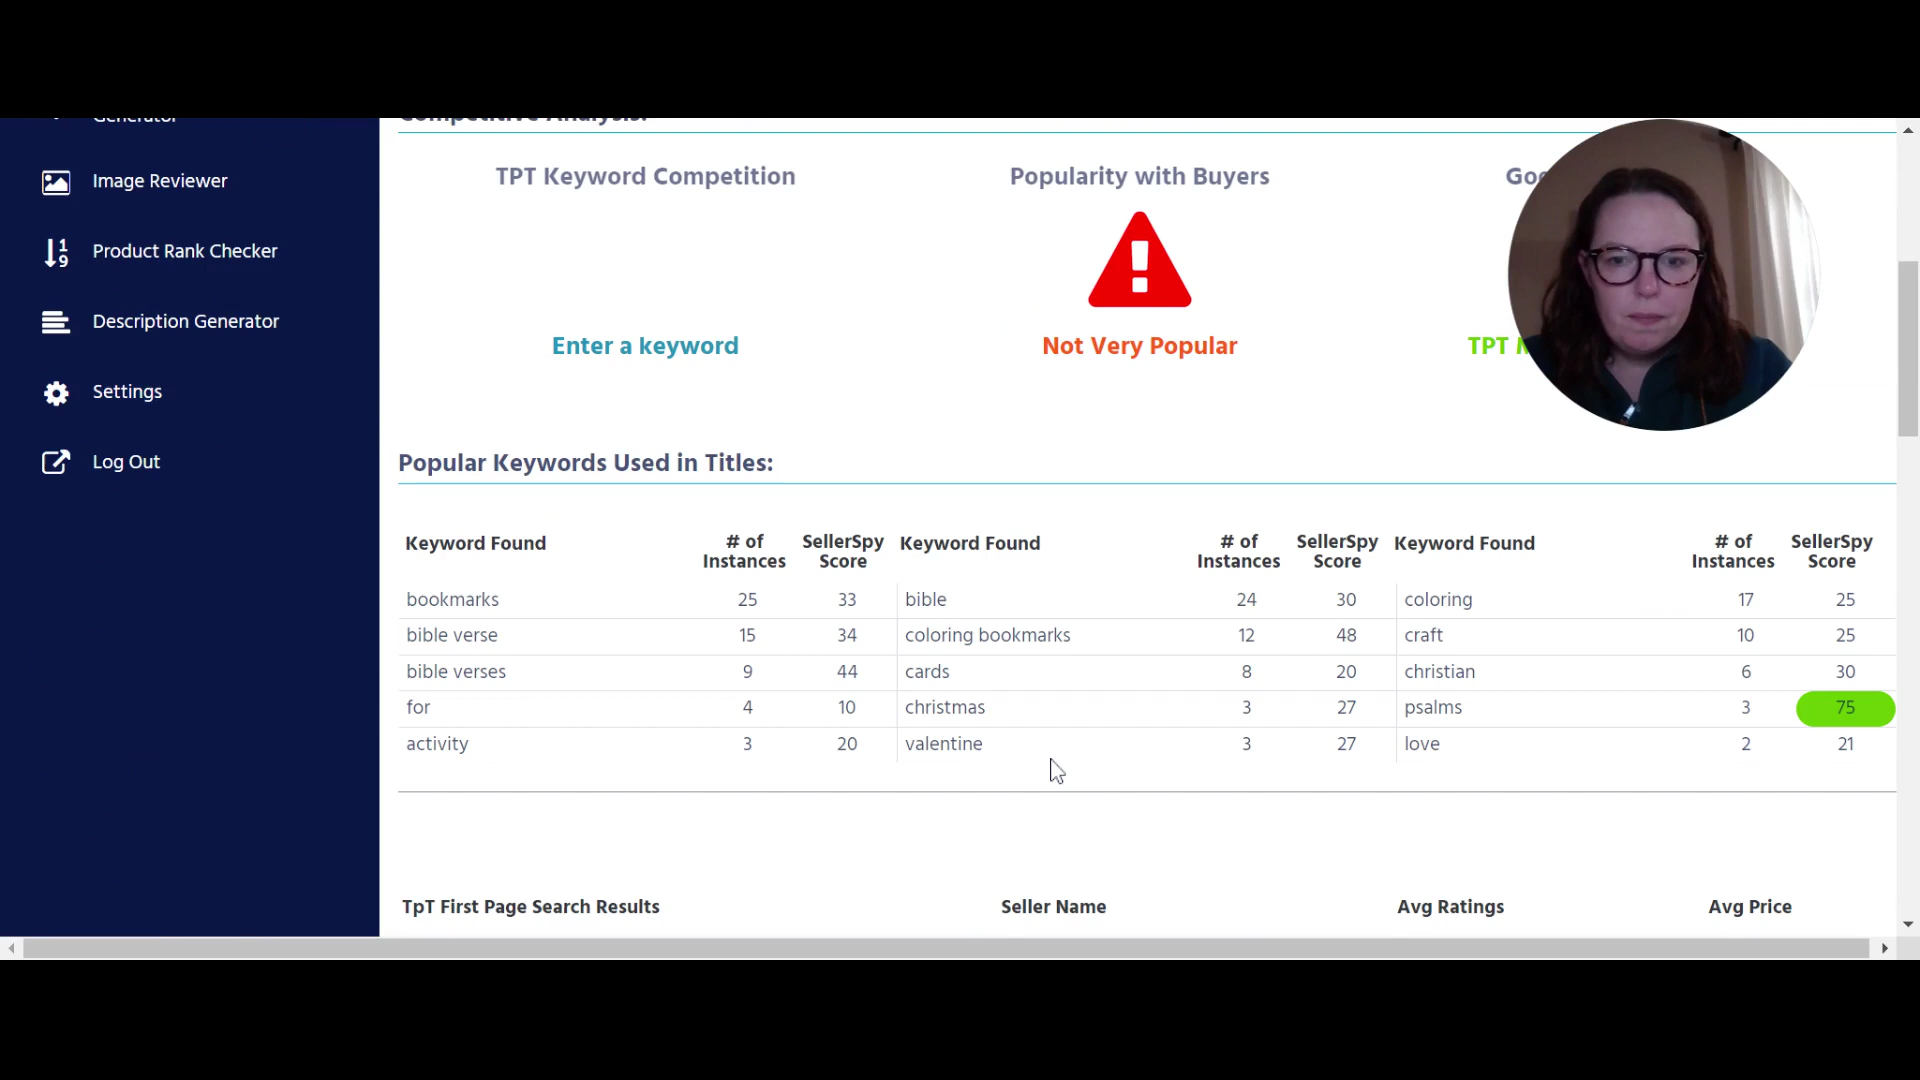 Generator
Image Reviewer
Product Rank Checker
Description Generator
Settings
Log Out
Competitive Analysis:
TPT Keyword Competition
Popularity with Buyers
Enter a keyword
Not Very Popular
TPT
Popular Keywords Used in Titles:
Keyword Found # of Instances SellerSpy Score Keyword Found # of Instances SellerSpy Score Keyword Found # of Instances SellerSpy Score
bookmarks 25 33 bible 24 30 coloring 17 25
bible verse 15 34 coloring bookmarks 12 48 craft 10 25
bible verses 9 44 cards 8 20 christian 6 30
for 4 10 christmas 3 27 psalms 3 75
activity 3 20 valentine 3 27 love 2 21
TpT First Page Search Results Seller Name Avg Ratings Avg Price